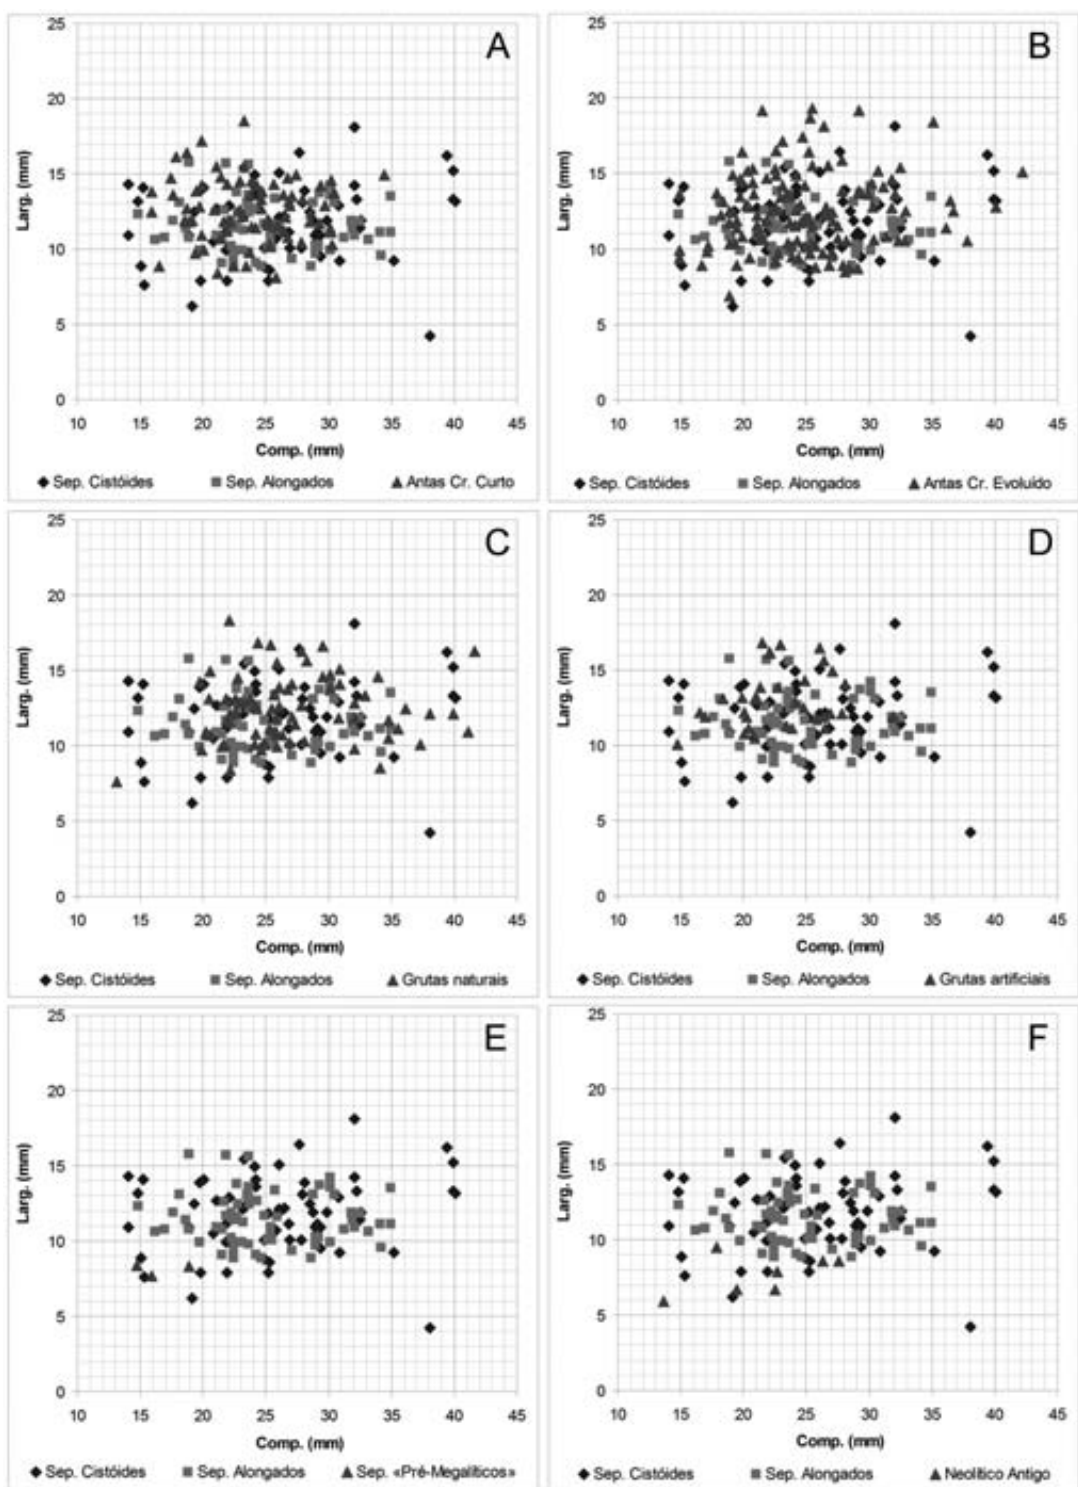 A
25
20
15
10
5
0
Larg. (mm)
10 15 20 25 30 35 40 45
Comp. (mm)
Sep. Cistóides Sep. Alongados Antas Cr. Curto
B
25
20
15
10
5
0
Larg. (mm)
10 15 20 25 30 35 40 45
Comp. (mm)
Sep. Cistóides Sep. Alongados Antas Cr. Evoluído
C
25
20
15
10
5
0
Larg. (mm)
10 15 20 25 30 35 40 45
Comp. (mm)
Sep. Cistóides Sep. Alongados Grutas naturais
D
25
20
15
10
5
0
Larg. (mm)
10 15 20 25 30 35 40 45
Comp. (mm)
Sep. Cistóides Sep. Alongados Grutas artificiais
E
25
20
15
10
5
0
Larg. (mm)
10 15 20 25 30 35 40 45
Comp. (mm)
Sep. Cistóides Sep. Alongados Sep. «Pré-Megalíticos»
F
25
20
15
10
5
0
Larg. (mm)
10 15 20 25 30 35 40 45
Comp. (mm)
Sep. Cistóides Sep. Alongados Neolítico Antigo